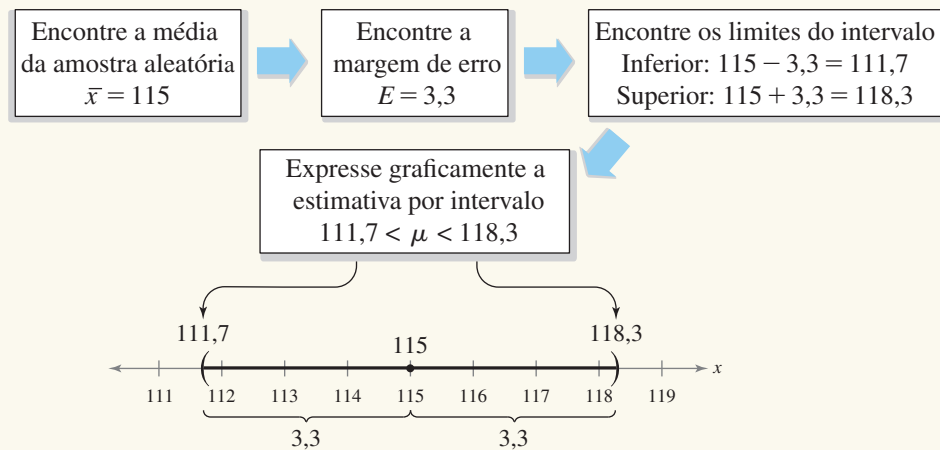 Encontre a média
da amostra aleatória
x̄ = 115
Encontre a
margem de erro
E = 3,3
Encontre os limites do intervalo
Inferior: 115 − 3,3 = 111,7
Superior: 115 + 3,3 = 118,3
Expresse graficamente a
estimativa por intervalo
111,7 < μ < 118,3
111,7
115
118,3
x
111 112 113 114 115 116 117 118 119
3,3 3,3